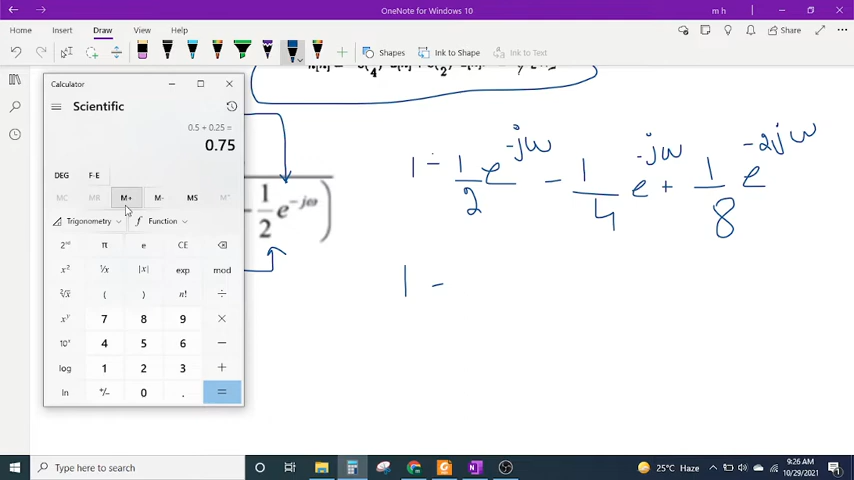 OneNote for Windows 10
m h
Home Insert Draw View Help
Share
Shapes Ink to Shape Ink to Text
Calculator
Scientific
0.5 + 0.25 =
0.75
DEG F-E
MC MR M+ M- MS M˅
Trigonometry Function
2ⁿᵈ π e CE
x² ¹/x |x| exp mod
²√x ( ) n! ÷
xʸ 7 8 9 ×
10ˣ 4 5 6 −
log 1 2 3 +
ln +/− 0 . =
- 1/2 e^{-jω} )
1 - 1/2 e^{-jω} - 1/4 e^{-jω} + 1/8 e^{-2jω}
1 -
Type here to search
25°C Haze
9:26 AM
10/29/2021